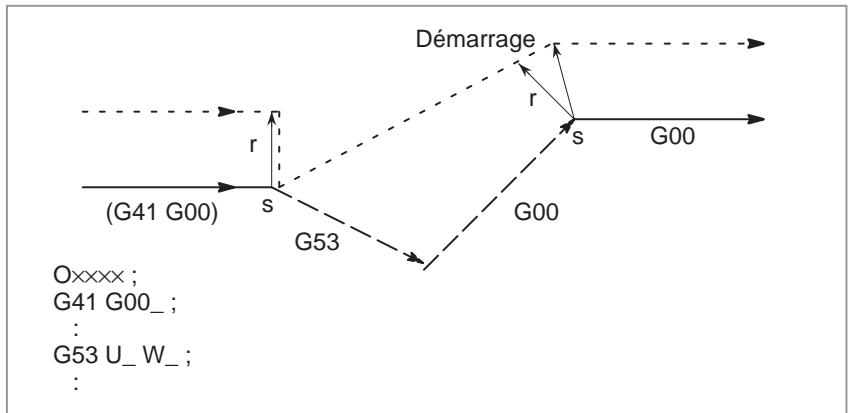 Démarrage
r
r
s
G00
(G41 G00)
s
G00
G53
O×××× ;
G41 G00_ ;
:
G53 U_ W_ ;
: